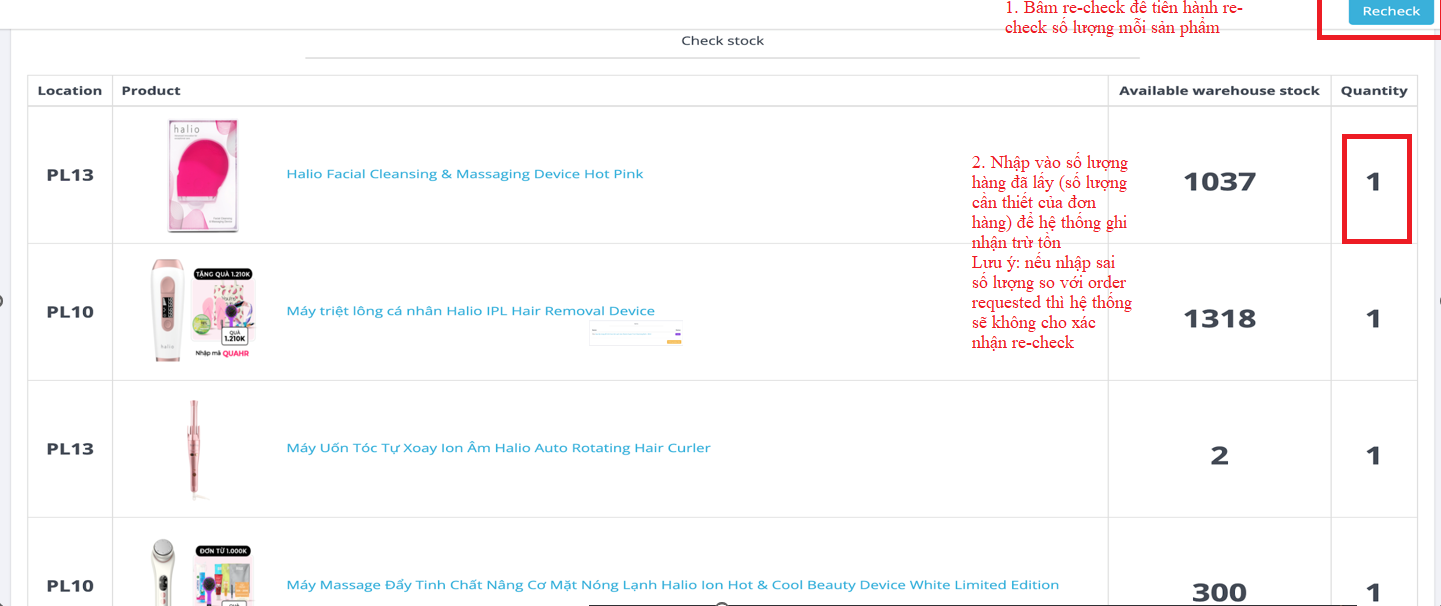 1. Bấm re-check để tiến hành re-
check số lượng mỗi sản phẩm
Recheck
Check stock
Location Product Available warehouse stock Quantity
halio
PL13
Halio Facial Cleansing & Massaging Device Hot Pink
1037
1
2. Nhập vào số lượng
hàng đã lấy (số lượng
cần thiết của đơn
hàng) để hệ thống ghi
nhận trừ tồn
Lưu ý: nếu nhập sai
số lượng so với order
requested thì hệ thống
sẽ không cho xác
nhận re-check
TẶNG QUÀ 1.210K
QUÀ
1.210K
halio
Nhập mã QUAHR
PL10
Máy triệt lông cá nhân Halio IPL Hair Removal Device
1318
1
PL13
Máy Uốn Tóc Tự Xoay Ion Âm Halio Auto Rotating Hair Curler
2
1
ĐƠN TỪ 1.000K
PL10
Máy Massage Đẩy Tinh Chất Nâng Cơ Mặt Nóng Lạnh Halio Ion Hot & Cool Beauty Device White Limited Edition
300
1